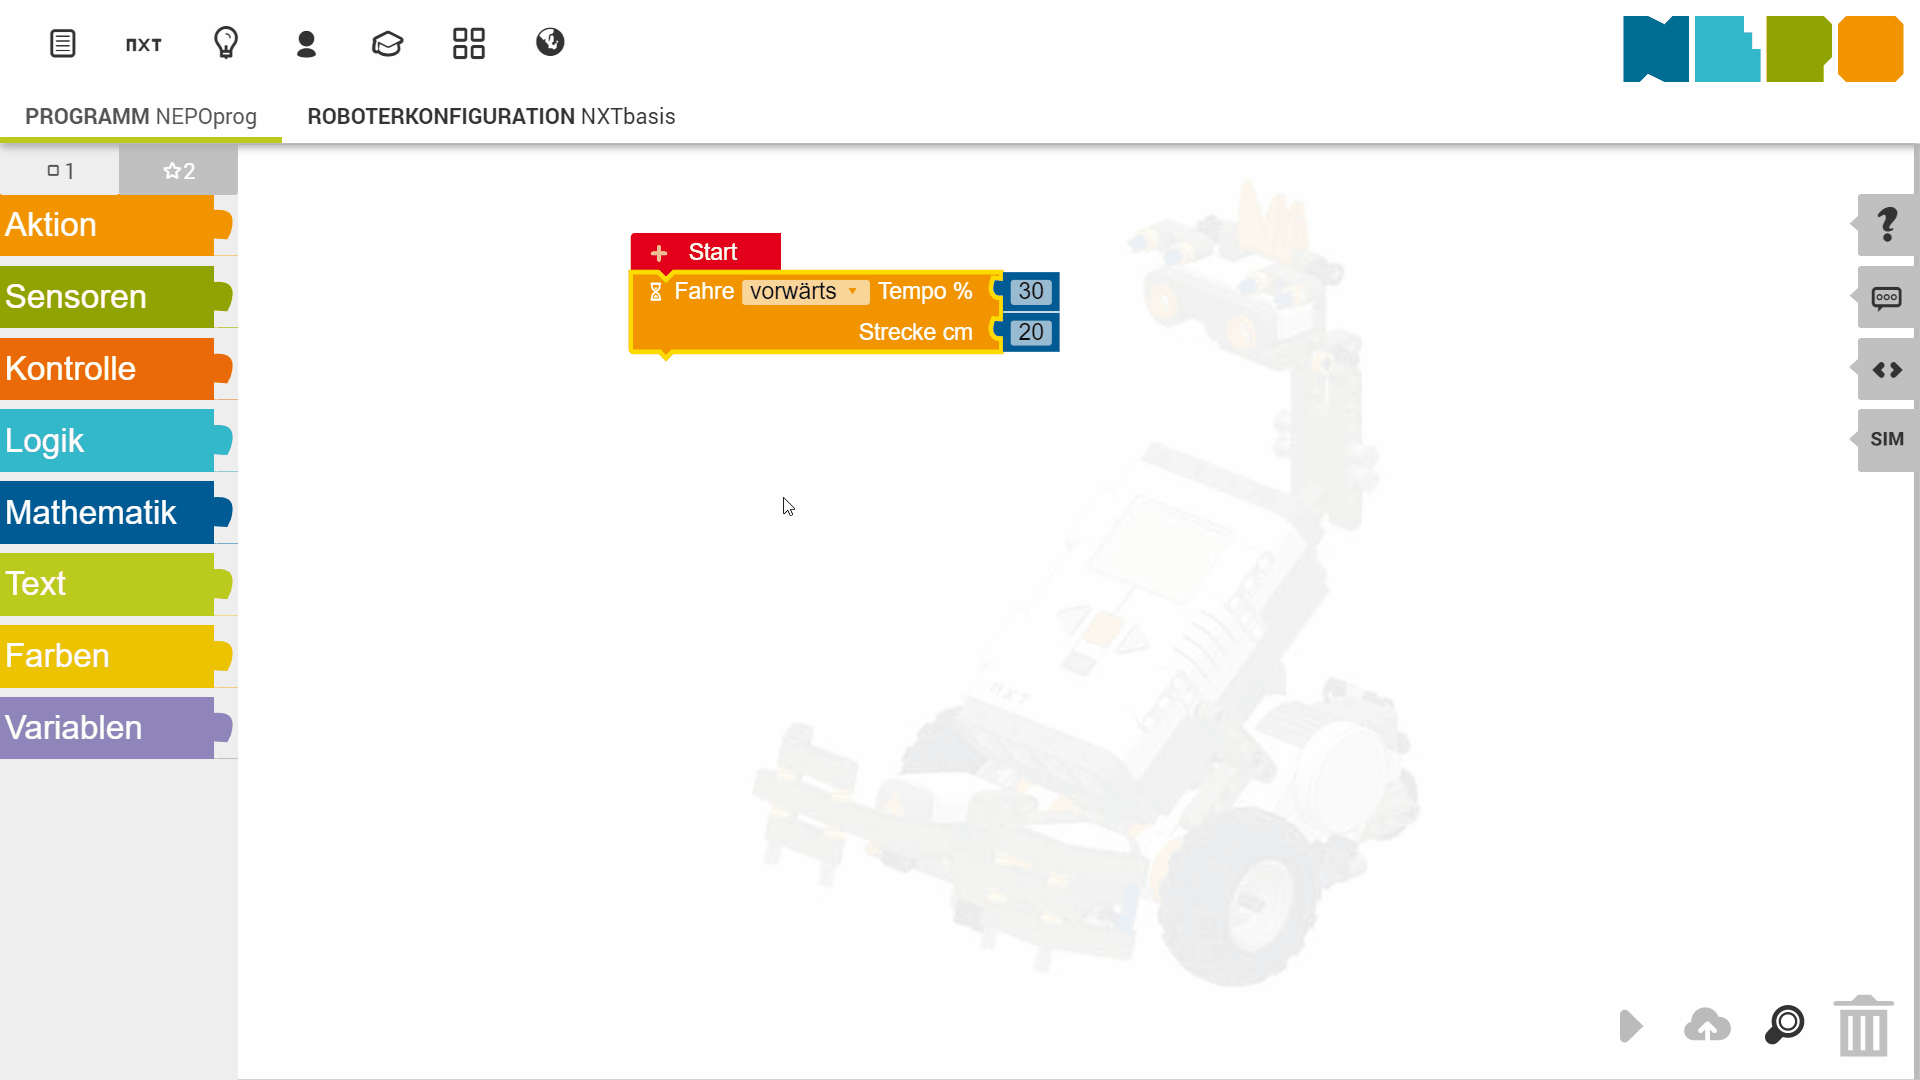 nxt
PROGRAMM NEPOprog
ROBOTERKONFIGURATION NXTbasis
1
2
Aktion
Sensoren
Kontrolle
Logik
Mathematik
Text
Farben
Variablen
+ Start
Fahre vorwärts Tempo % 30
Strecke cm 20
?
SIM
nxt